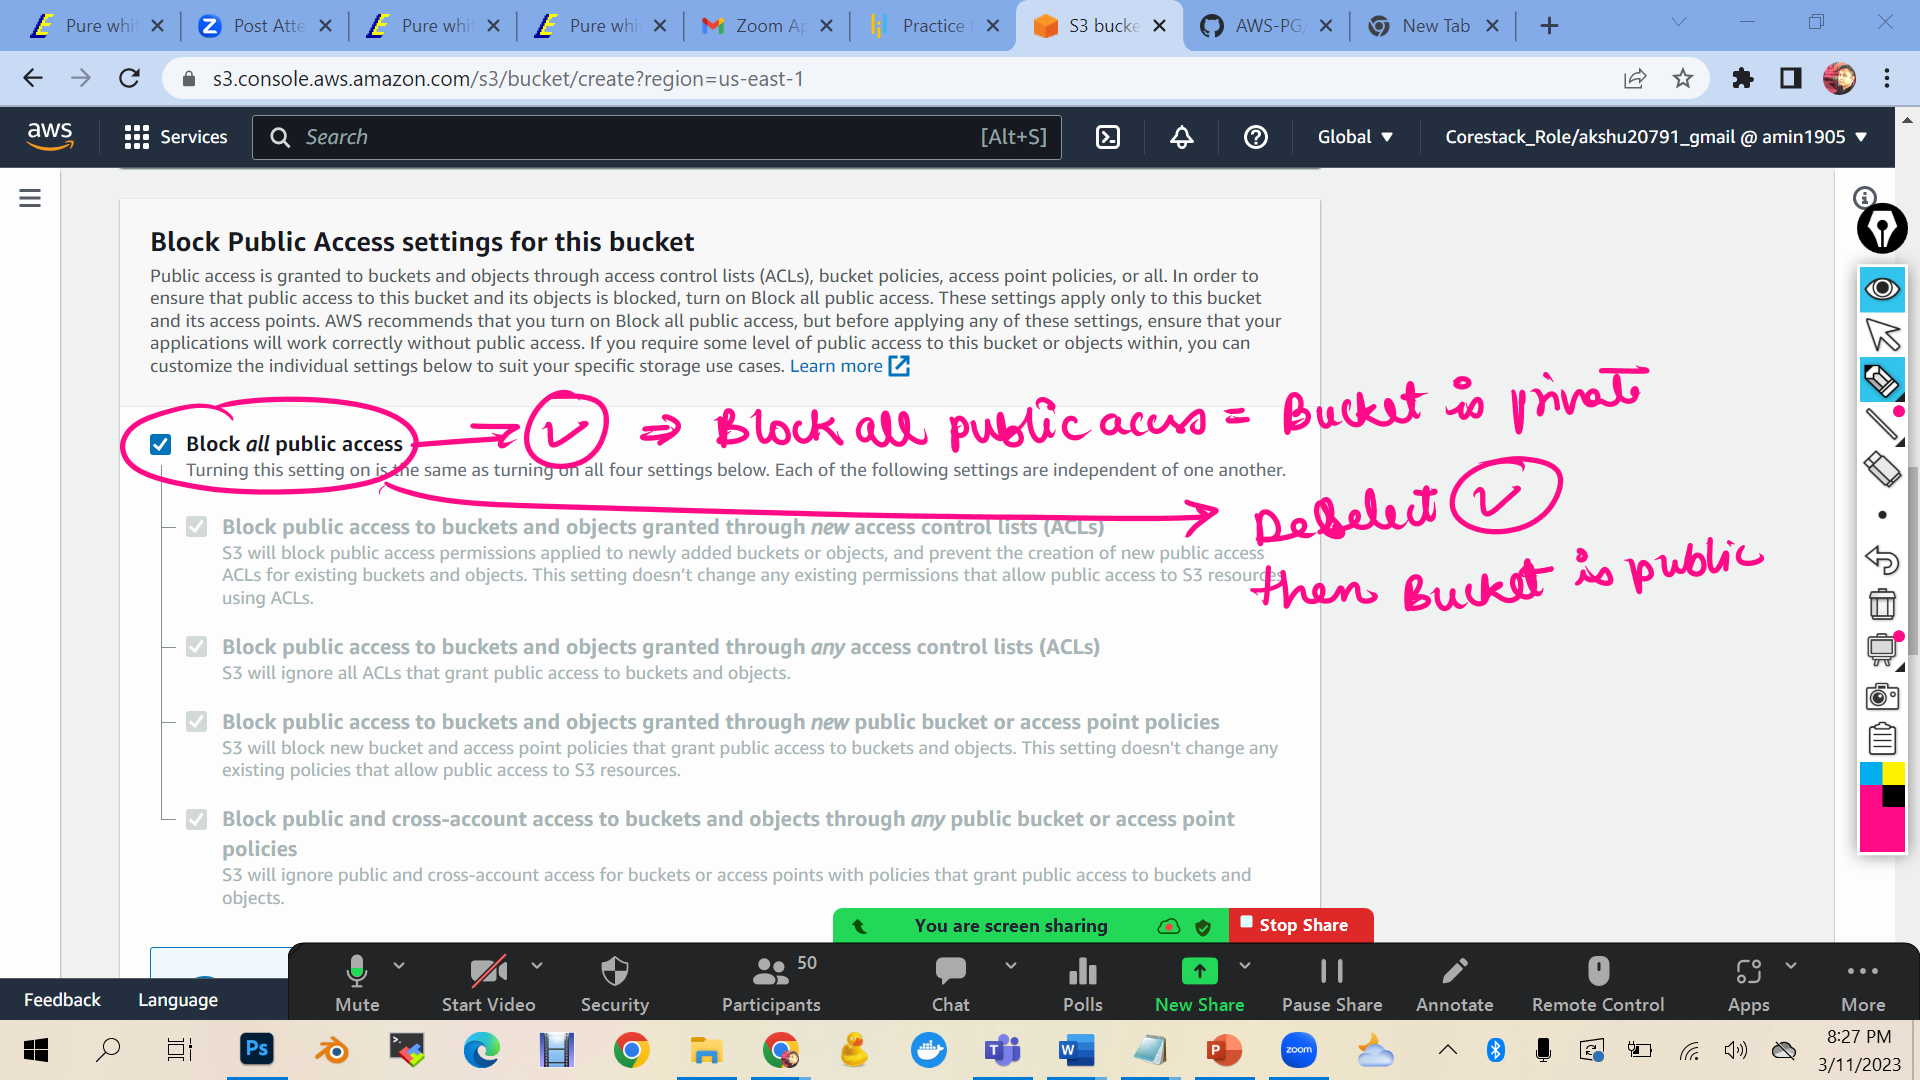 Pure whi
Post Atte
Pure whi
Pure whi
Zoom Ap
Practice
S3 bucke
AWS-PG
New Tab
s3.console.aws.amazon.com/s3/bucket/create?region=us-east-1
aws
Services
Search
[Alt+S]
Global
Corestack_Role/akshu20791_gmail @ amin1905
Block Public Access settings for this bucket
Public access is granted to buckets and objects through access control lists (ACLs), bucket policies, access point policies, or all. In order to
ensure that public access to this bucket and its objects is blocked, turn on Block all public access. These settings apply only to this bucket
and its access points. AWS recommends that you turn on Block all public access, but before applying any of these settings, ensure that your
applications will work correctly without public access. If you require some level of public access to this bucket or objects within, you can
customize the individual settings below to suit your specific storage use cases. Learn more
Block all public access
⇒ Block all public access = Bucket is private
Turning this setting on is the same as turning on all four settings below. Each of the following settings are independent of one another.
Deselect
then Bucket is public
Block public access to buckets and objects granted through new access control lists (ACLs)
S3 will block public access permissions applied to newly added buckets or objects, and prevent the creation of new public access
ACLs for existing buckets and objects. This setting doesn't change any existing permissions that allow public access to S3 resources
using ACLs.
Block public access to buckets and objects granted through any access control lists (ACLs)
S3 will ignore all ACLs that grant public access to buckets and objects.
Block public access to buckets and objects granted through new public bucket or access point policies
S3 will block new bucket and access point policies that grant public access to buckets and objects. This setting doesn't change any
existing policies that allow public access to S3 resources.
Block public and cross-account access to buckets and objects through any public bucket or access point
policies
S3 will ignore public and cross-account access for buckets or access points with policies that grant public access to buckets and
objects.
You are screen sharing
Stop Share
Feedback
Language
Mute
Start Video
Security
50
Participants
Chat
Polls
New Share
Pause Share
Annotate
Remote Control
Apps
More
Ps
zoom
8:27 PM
3/11/2023